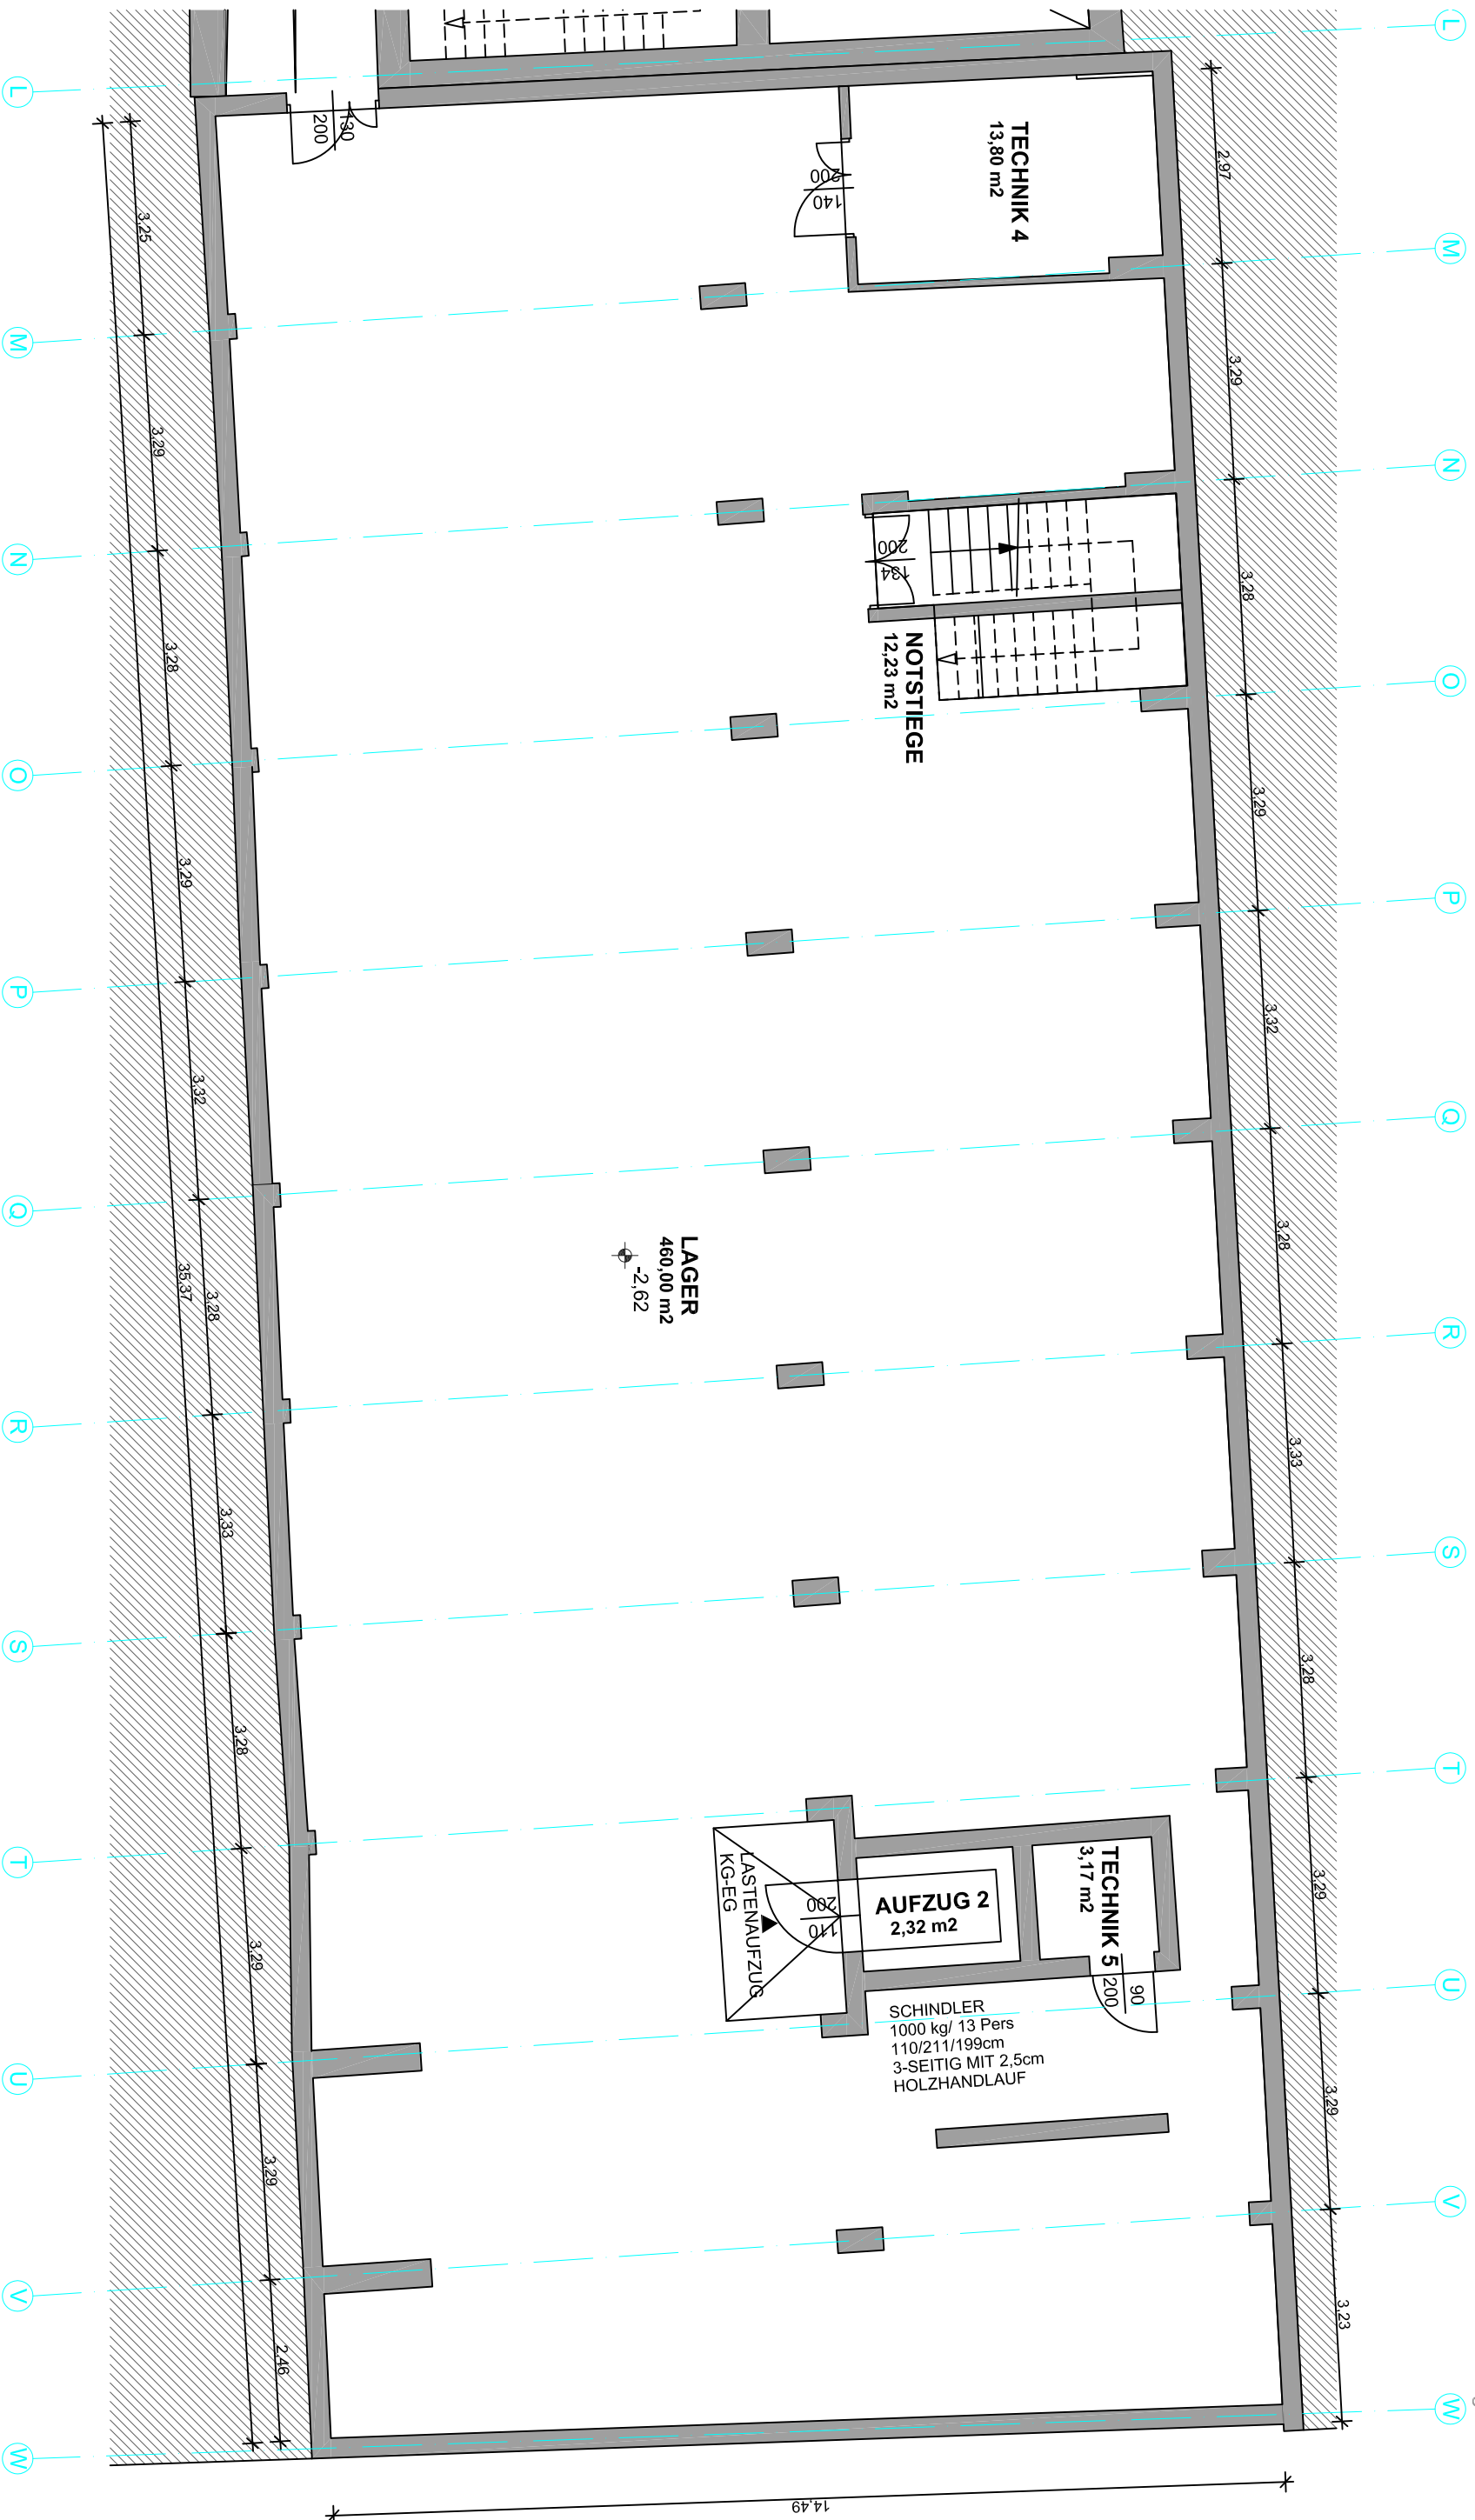 L
L
130
200
TECHNIK 4
13,80 m2
200
140
2,97
3,25
M
M
3,29
3,29
N
N
200
134
NOTSTIEGE
12,23 m2
3,28
3,28
O
O
3,29
3,29
P
P
3,32
3,32
Q
Q
LAGER
460,00 m2
-2,62
35,37
3,28
3,28
R
R
3,33
3,33
S
S
3,28
3,28
T
T
LASTENAUFZUG
KG-EG
200
110
AUFZUG 2
2,32 m2
TECHNIK 5
3,17 m2
90
200
3,29
3,29
U
U
SCHINDLER
1000 kg/ 13 Pers
110/211/199cm
3-SEITIG MIT 2,5cm
HOLZHANDLAUF
3,29
3,29
V
V
3,23
2,46
W
W
14,49